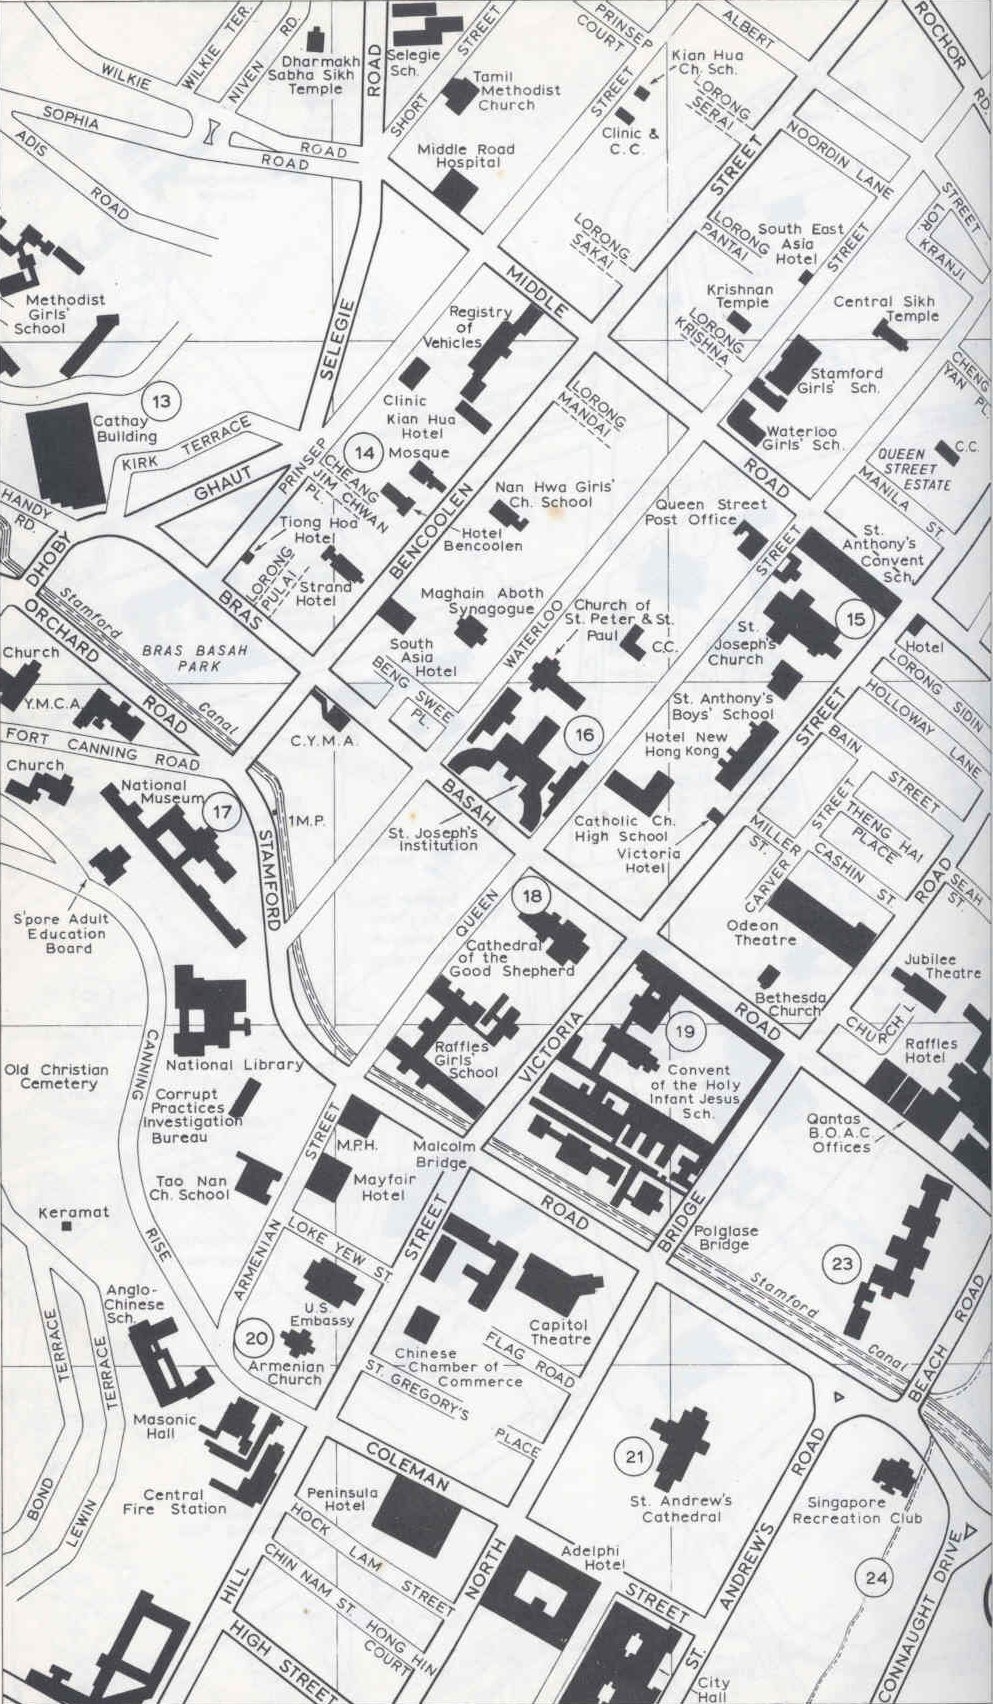 WILKIE
WILKIE TER.
NIVEN RD.
Dharmakh
Sabha Sikh
Temple
ROAD
Selegie
Sch.
SHORT STREET
PRINSEP
COURT
ALBERT
ROCHOR
RD.
Kian Hua
Ch. Sch.
Tamil
Methodist
Church
STREET
LORONG
SERAI
Clinic &
C.C.
SOPHIA
ROAD
ROAD
ADIS
ROAD
Middle Road
Hospital
NOORDIN LANE
STREET
STREET
LOR.
KRANJI
LORONG
SAKAI
LORONG
PANTAI
South East
Asia
Hotel
STREET
Methodist
Girls'
School
SELEGIE
MIDDLE
Registry
of
Vehicles
Krishnan
Temple
Central Sikh
Temple
LORONG
KRISHNA
CHENG
YAN PL.
Stamford
Girls' Sch.
Clinic
Kian Hua
Hotel
LORONG
MANDAI
13
Cathay
Building
KIRK TERRACE
Waterloo
Girls' Sch.
C.C.
14
Mosque
PRINSEP
PL.
CHEANG
JIM CHWAN
GHAUT
ROAD
QUEEN
STREET
ESTATE
MANILA ST.
HANDY
RD.
Nan Hwa Girls'
Ch. School
Queen Street
Post Office
Tiong Hoa
Hotel
Hotel
Bencoolen
BENCOOLEN
STREET
St.
Anthony's
Convent
Sch.
DHOBY
LORONG
PULAI
Strand
Hotel
Stamford
ORCHARD
BRAS
Maghain Aboth
Synagogue
WATERLOO
Church of
St. Peter & St.
Paul
C.C.
St.
Joseph's
Church
15
Hotel
BRAS BASAH
PARK
Church
South
Asia
Hotel
BENG SWEE
PL.
LORONG SIDIN
Y.M.C.A.
ROAD
Canal
C.Y.M.A.
St. Anthony's
Boys' School
STREET
HOLLOWAY LANE
FORT CANNING ROAD
16
Hotel New
Hong Kong
BAIN
STREET
Church
National
Museum
17
BASAH
1M.P.
STAMFORD
St. Joseph's
Institution
Catholic Ch.
High School
Victoria
Hotel
MILLER
ST.
STREET
CARVER
THENG HAI
PLACE
CASHIN ST.
ROAD
SEAH
ST.
S'pore Adult
Education
Board
18
QUEEN
Cathedral
of the
Good Shepherd
Odeon
Theatre
Jubilee
Theatre
Bethesda
Church
ROAD
CHURCH L.
Raffles
Hotel
CANNING
National Library
Old Christian
Cemetery
Raffles
Girls'
School
VICTORIA
19
Convent
of the Holy
Infant Jesus
Sch.
Corrupt
Practices
Investigation
Bureau
STREET
M.P.H.
Malcolm
Bridge
Qantas
B.O.A.C
Offices
Tao Nan
Ch. School
Mayfair
Hotel
Keramat
RISE
ARMENIAN
LOKE YEW ST.
STREET
ROAD
BRIDGE
Polglase
Bridge
23
Stamford
Canal
BEACH ROAD
Anglo-
Chinese
Sch.
U.S.
Embassy
20
Armenian
Church
Capitol
Theatre
Chinese
Chamber of
Commerce
FLAG ROAD
ST. GREGORY'S
PLACE
BOND TERRACE
LEWIN TERRACE
Masonic
Hall
Central
Fire Station
COLEMAN
21
St. Andrew's
Cathedral
ROAD
Singapore
Recreation Club
Peninsula
Hotel
HOCK LAM STREET
NORTH
Adelphi
Hotel
STREET
ANDREW'S
ST.
24
CONNAUGHT DRIVE
HILL
CHIN NAM ST.
HONG HIN
COURT
HIGH STREET
City
Hall